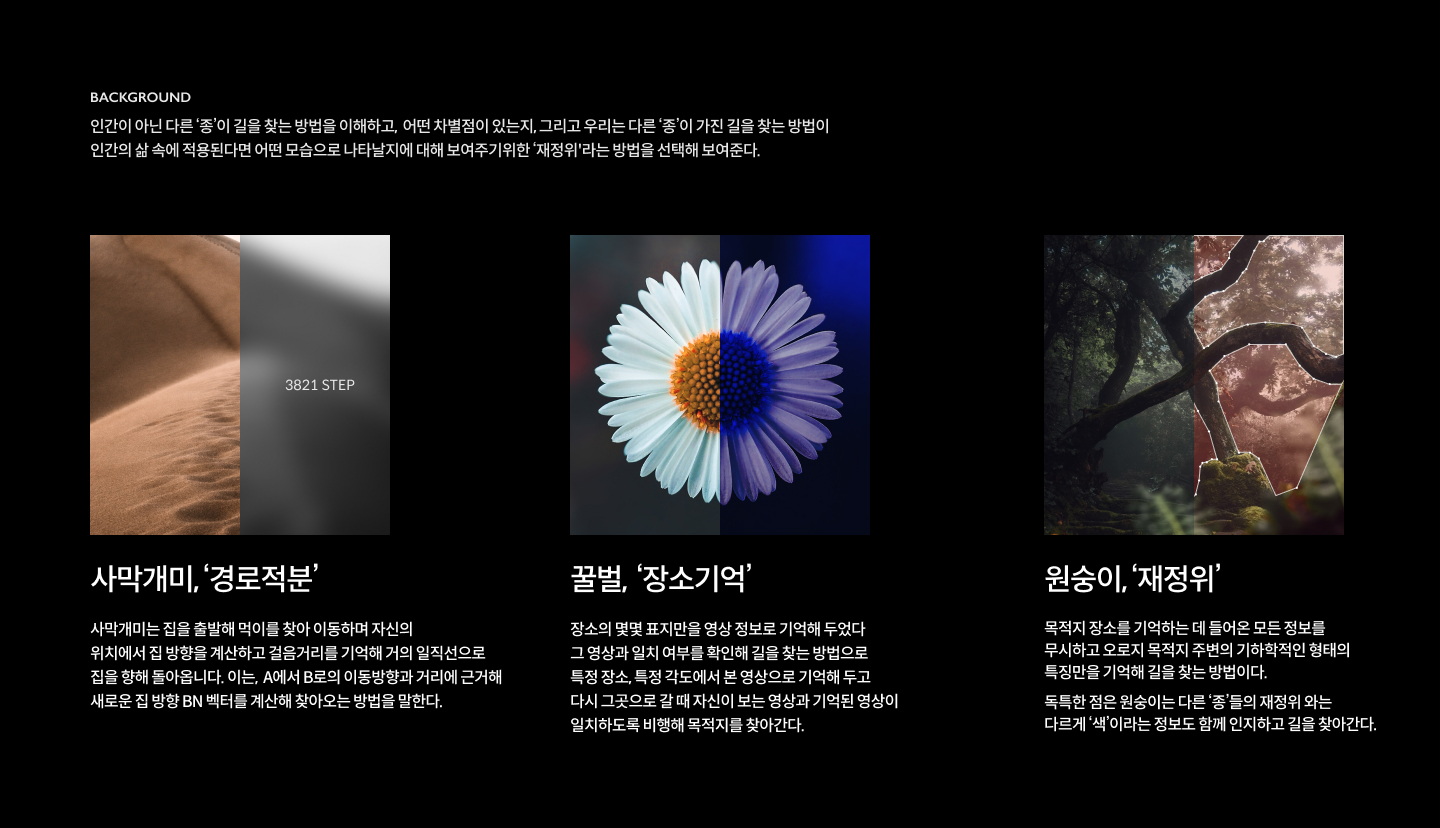 BACKGROUND
인간이 아닌 다른 ‘종’이 길을 찾는 방법을 이해하고, 어떤 차별점이 있는지, 그리고 우리는 다른 ‘종’이 가진 길을 찾는 방법이
인간의 삶 속에 적용된다면 어떤 모습으로 나타날지에 대해 보여주기위한 ‘재정위'라는 방법을 선택해 보여준다.
3821 STEP
사막개미, ‘경로적분’
사막개미는 집을 출발해 먹이를 찾아 이동하며 자신의
위치에서 집 방향을 계산하고 걸음거리를 기억해 거의 일직선으로
집을 향해 돌아옵니다. 이는, A에서 B로의 이동방향과 거리에 근거해
새로운 집 방향 BN 벡터를 계산해 찾아오는 방법을 말한다.
꿀벌, ‘장소기억’
장소의 몇몇 표지만을 영상 정보로 기억해 두었다
그 영상과 일치 여부를 확인해 길을 찾는 방법으로
특정 장소, 특정 각도에서 본 영상으로 기억해 두고
다시 그곳으로 갈 때 자신이 보는 영상과 기억된 영상이
일치하도록 비행해 목적지를 찾아간다.
원숭이, ‘재정위’
목적지 장소를 기억하는 데 들어온 모든 정보를
무시하고 오로지 목적지 주변의 기하학적인 형태의
특징만을 기억해 길을 찾는 방법이다.
독특한 점은 원숭이는 다른 ‘종’들의 재정위 와는
다르게 ‘색’이라는 정보도 함께 인지하고 길을 찾아간다.